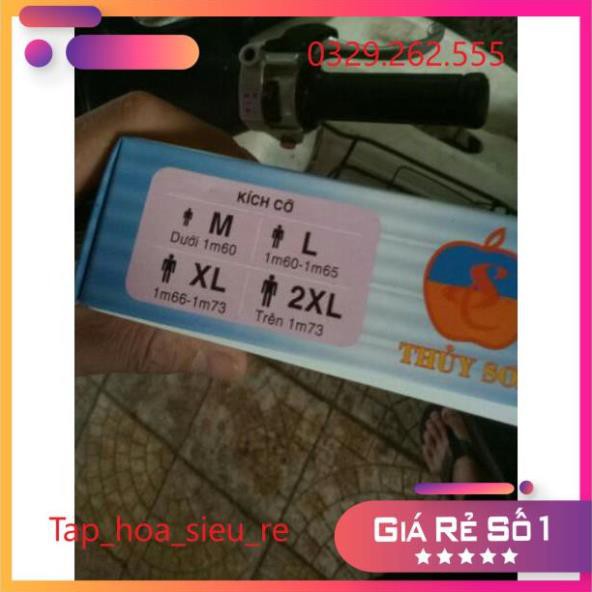 0329.262.555
KÍCH CỠ
M
Dưới 1m60
L
1m60-1m65
XL
1m66-1m73
2XL
Trên 1m73
THỦY
Tap_hoa_sieu_re
GIÁ RẺ SỐ 1